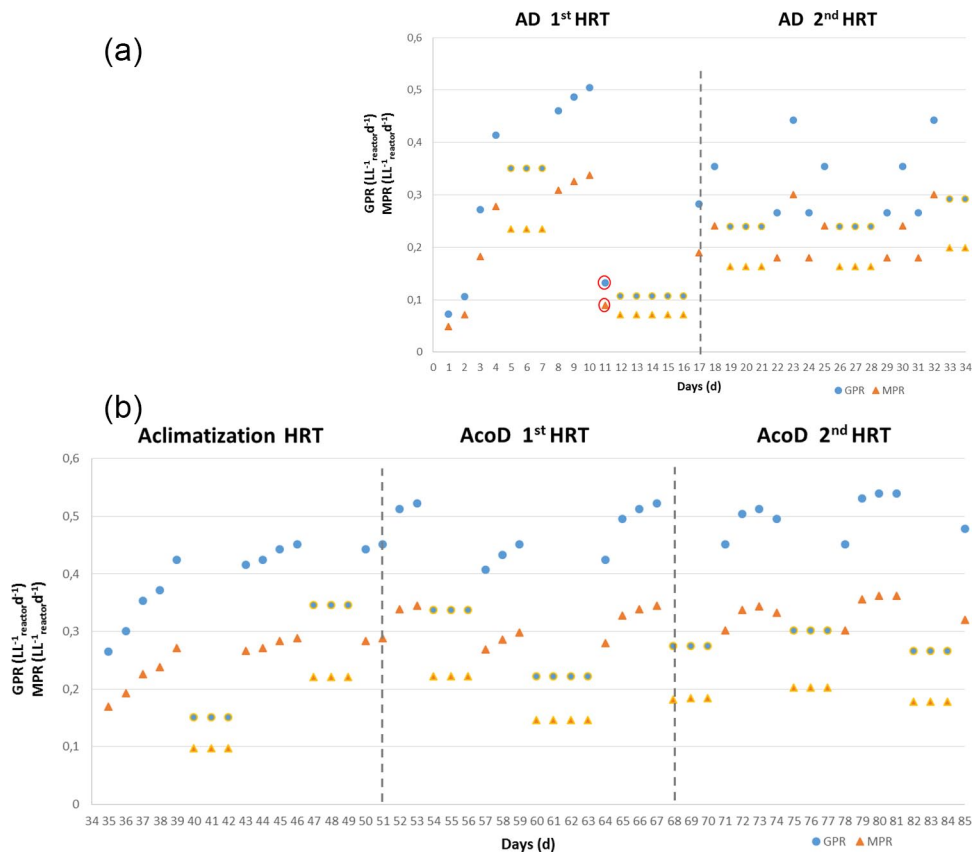 (a)
AD 1st HRT AD 2nd HRT
GPR (LL-1reactord-1)
MPR (LL-1reactord-1)
0,6
0,5
0,4
0,3
0,2
0,1
0
0 1 2 3 4 5 6 7 8 9 10 11 12 13 14 15 16 17 18 19 20 21 22 23 24 25 26 27 28 29 30 31 32 33 34
Days (d)
GPR MPR
(b)
Aclimatization HRT AcoD 1st HRT AcoD 2nd HRT
GPR (LL-1reactord-1)
MPR (LL-1reactord-1)
0,6
0,5
0,4
0,3
0,2
0,1
0
34 35 36 37 38 39 40 41 42 43 44 45 46 47 48 49 50 51 52 53 54 55 56 57 58 59 60 61 62 63 64 65 66 67 68 69 70 71 72 73 74 75 76 77 78 79 80 81 82 83 84 85
Days (d)
GPR MPR